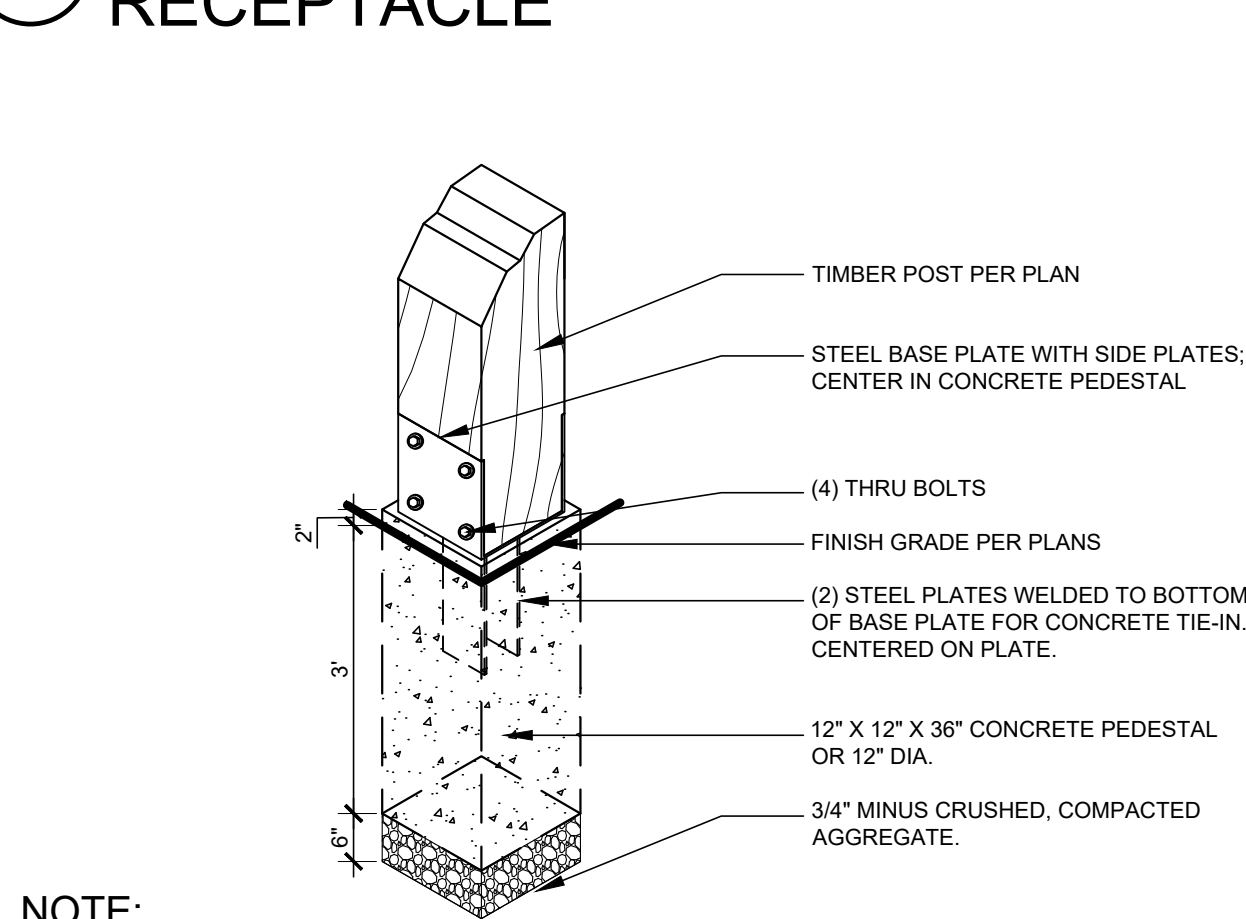 RECEPTACLE
TIMBER POST PER PLAN
STEEL BASE PLATE WITH SIDE PLATES;
CENTER IN CONCRETE PEDESTAL
(4) THRU BOLTS
2"
FINISH GRADE PER PLANS
(2) STEEL PLATES WELDED TO BOTTOM
OF BASE PLATE FOR CONCRETE TIE-IN.
CENTERED ON PLATE.
3'
12" X 12" X 36" CONCRETE PEDESTAL
OR 12" DIA.
3/4" MINUS CRUSHED, COMPACTED
AGGREGATE.
6"
NOTE: